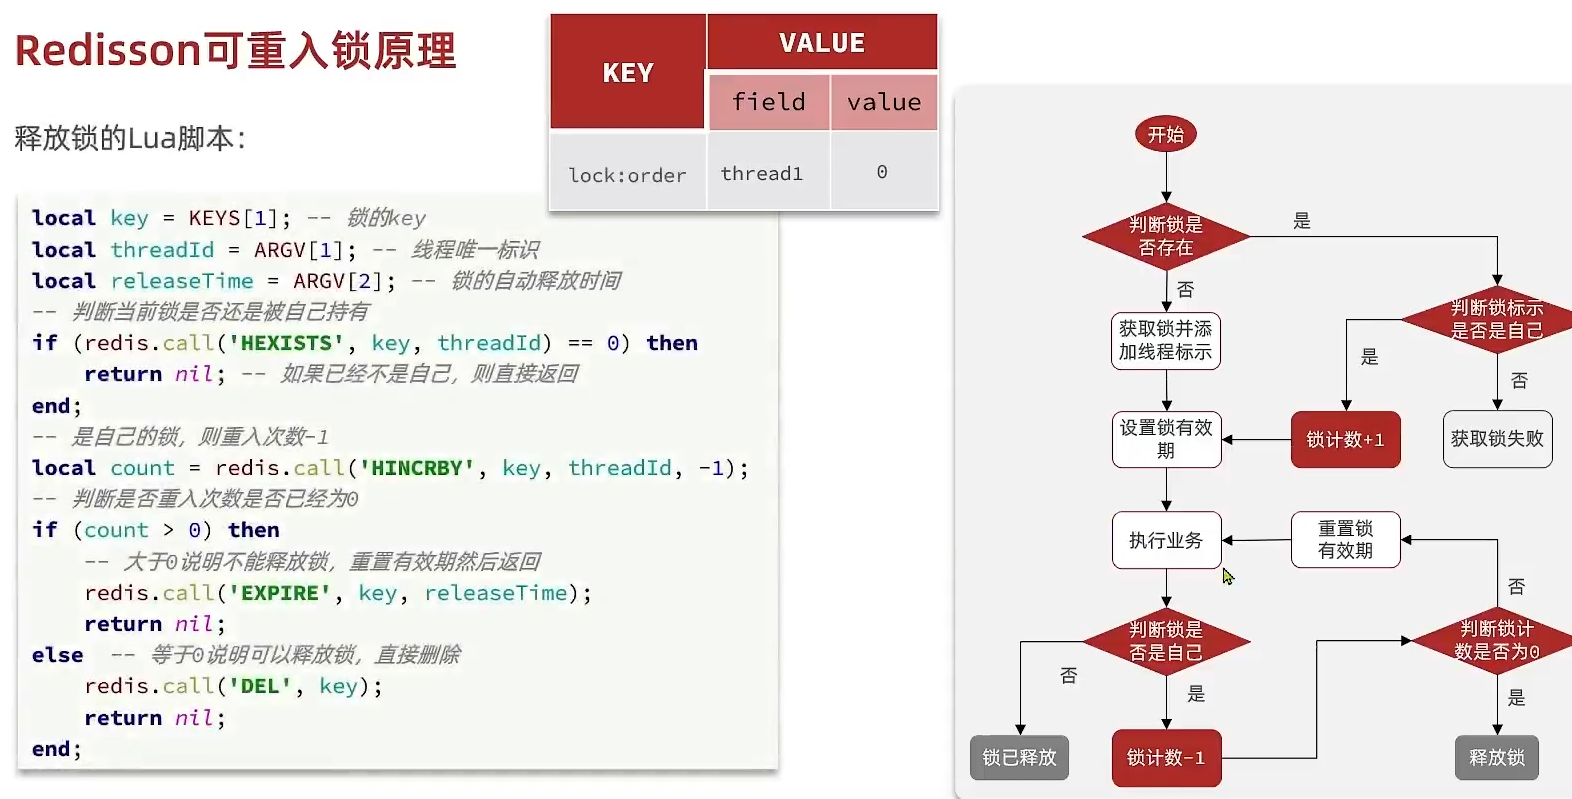 Redisson可重入锁原理
释放锁的Lua脚本：
KEY
VALUE
field
value
lock:order
thread1
0
local key = KEYS[1]; -- 锁的key
local threadId = ARGV[1]; -- 线程唯一标识
local releaseTime = ARGV[2]; -- 锁的自动释放时间
-- 判断当前锁是否还是被自己持有
if (redis.call('HEXISTS', key, threadId) == 0) then
    return nil; -- 如果已经不是自己，则直接返回
end;
-- 是自己的锁，则重入次数-1
local count = redis.call('HINCRBY', key, threadId, -1);
-- 判断是否重入次数是否已经为0
if (count > 0) then
    -- 大于0说明不能释放锁，重置有效期然后返回
    redis.call('EXPIRE', key, releaseTime);
    return nil;
else  -- 等于0说明可以释放锁，直接删除
    redis.call('DEL', key);
    return nil;
end;
开始
判断锁是
否存在
是
否
判断锁标示
是否是自己
获取锁并添
加线程标示
是
否
设置锁有效
期
锁计数+1
获取锁失败
执行业务
重置锁
有效期
否
判断锁是
否是自己
判断锁计
数是否为0
否
是
是
锁已释放
锁计数-1
释放锁